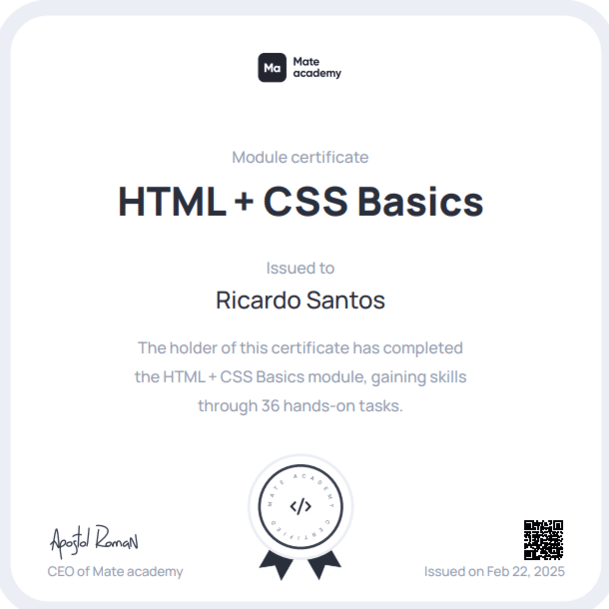 Ma
Mate
academy
Module certificate
HTML + CSS Basics
Issued to
Ricardo Santos
The holder of this certificate has completed
the HTML + CSS Basics module, gaining skills
through 36 hands-on tasks.
MATE ACADEMY
</>
CERTIFIED
Apostol Roman
CEO of Mate academy
Issued on Feb 22, 2025